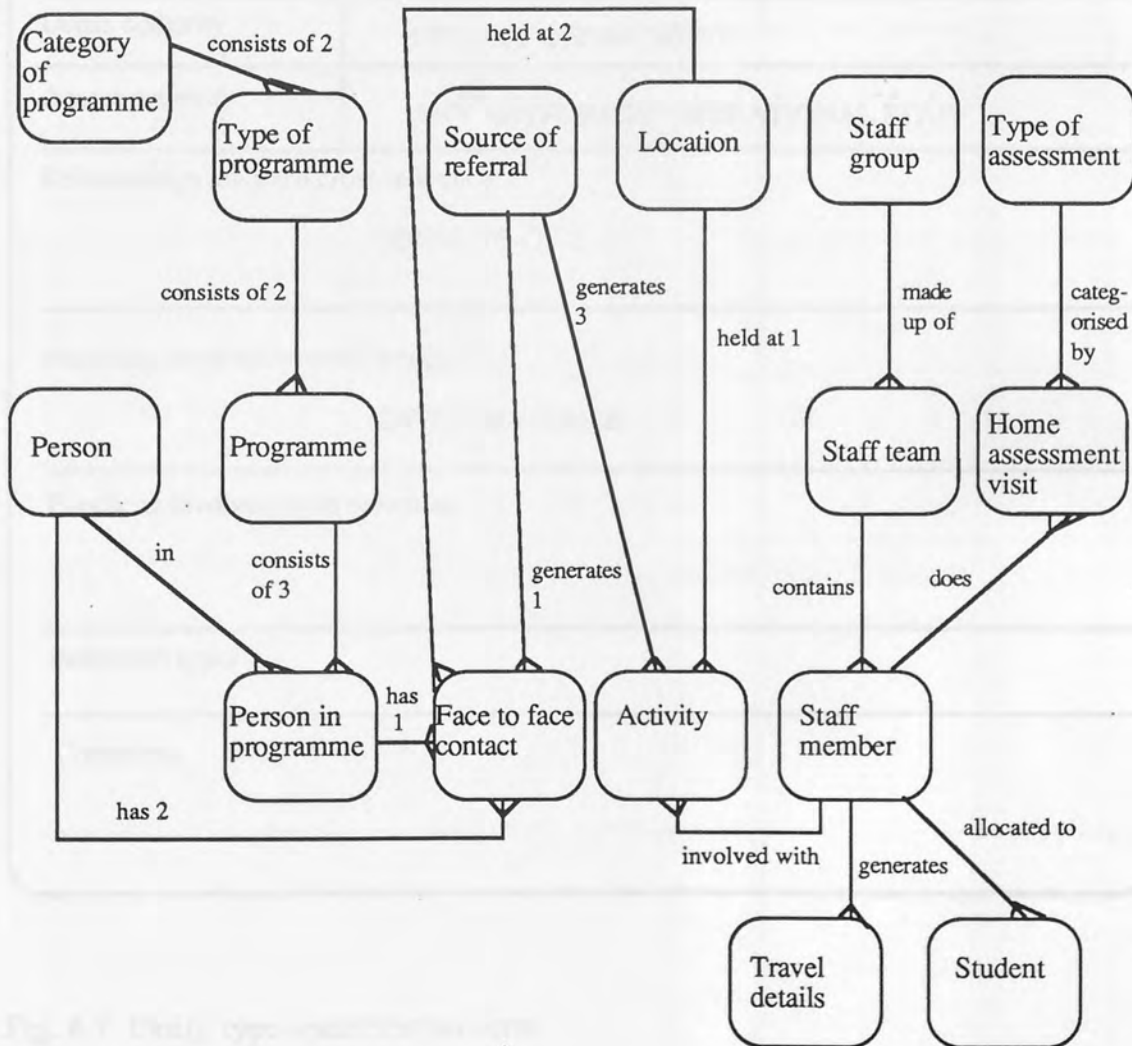 Category
of
programme
consists of 2
held at 2
Type of
programme
Source of
referral
Location
Staff
group
Type of
assessment
consists of 2
generates
3
held at 1
made
up of
categ-
orised
by
Person
Programme
Staff team
Home
assessment
visit
in
consists
of 3
generates
1
contains
does
Person in
programme
has
1
Face to face
contact
Activity
Staff
member
has 2
involved with
generates
allocated to
Travel
details
Student